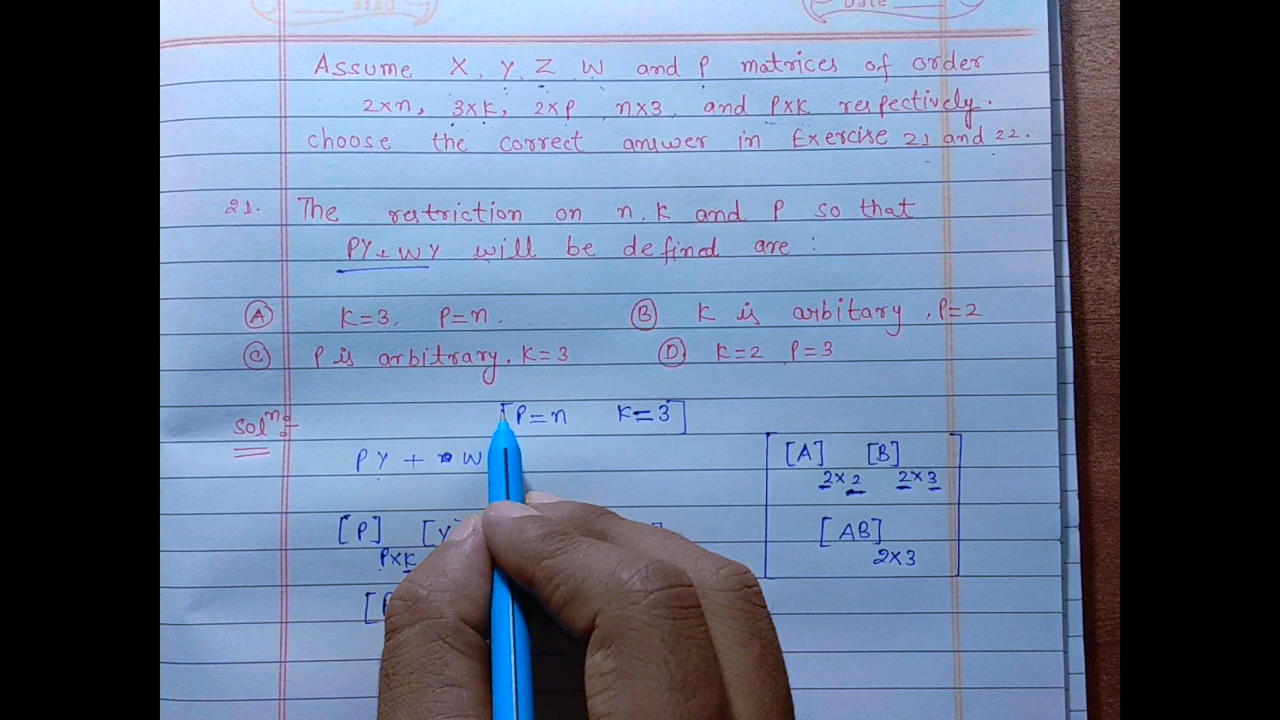 Date
Assume X, Y, Z, W and P matrices of order
2×n, 3×K, 2×p, n×3, and P×K respectively.
choose the correct answer in Exercise 21 and 22.
21. The restriction on n, K and P so that
PY+WY will be defined are :
(A) K=3, P=n. (B) K is arbitary, P=2
(C) P is arbitrary, K=3 (D) K=2 P=3
Solⁿ:- [P=n K=3]
PY + W
[A]2×2 [B]2×3
[P]P×K [Y]
[AB]2×3